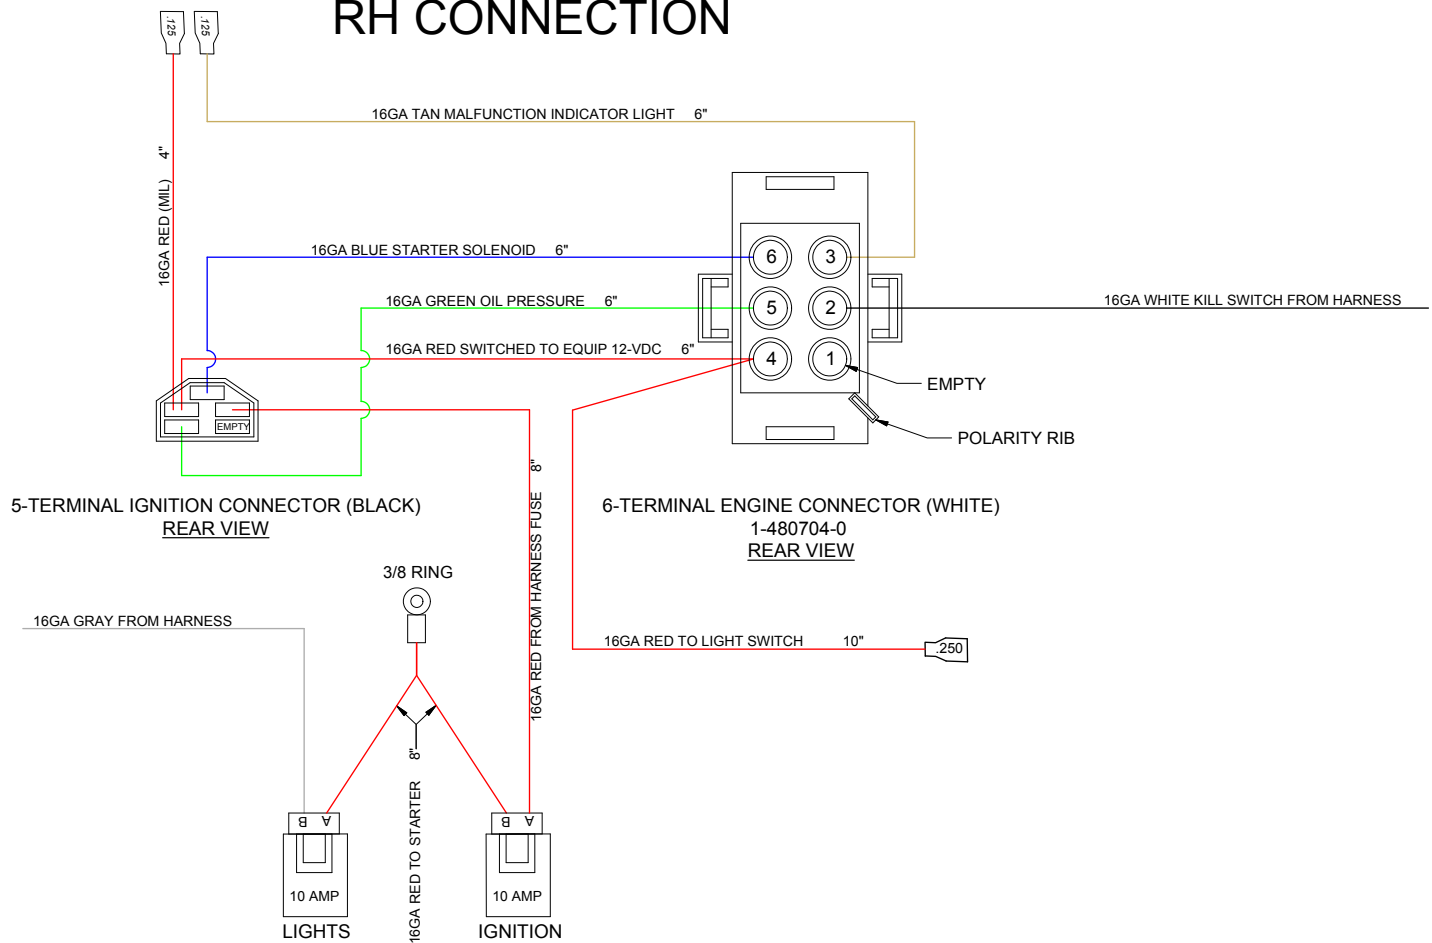 RH CONNECTION
.125
.125
16GA TAN MALFUNCTION INDICATOR LIGHT 6"
16GA RED (MIL) 4"
16GA BLUE STARTER SOLENOID 6"
6
3
16GA GREEN OIL PRESSURE 6"
5
2
16GA WHITE KILL SWITCH FROM HARNESS
16GA RED SWITCHED TO EQUIP 12-VDC 6"
4
1
EMPTY
EMPTY
POLARITY RIB
5-TERMINAL IGNITION CONNECTOR (BLACK)
REAR VIEW
6-TERMINAL ENGINE CONNECTOR (WHITE)
1-480704-0
REAR VIEW
16GA RED FROM HARNESS FUSE 8"
3/8 RING
16GA GRAY FROM HARNESS
16GA RED TO LIGHT SWITCH 10"
.250
16GA RED TO STARTER 8"
B A
10 AMP
LIGHTS
B A
10 AMP
IGNITION